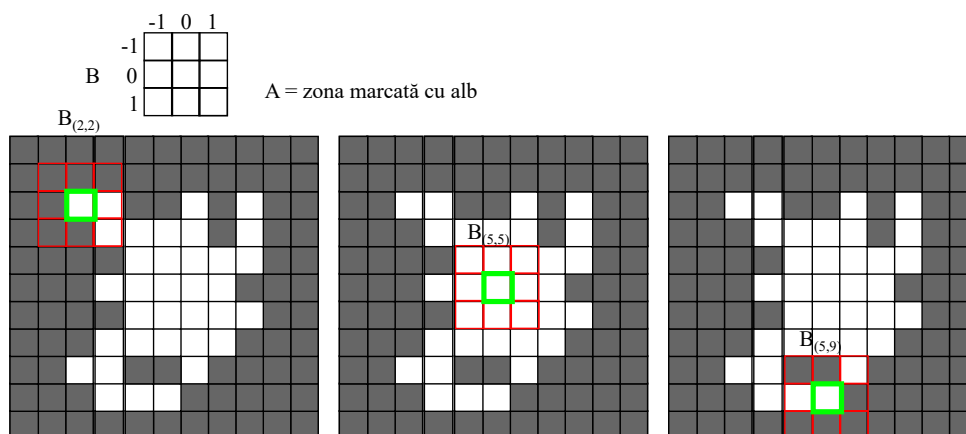 -1 0 1
-1
B 0
1
A = zona marcată cu alb
B(2,2)
B(5,5)
B(5,9)